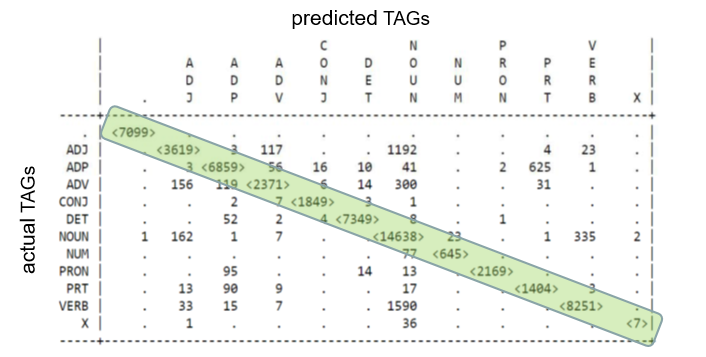 predicted TAGs
| C N P V |
| A A A O D O N R P E |
| D D D N E U U O R R |
| . J P V J T N M N T B X |
-----+-----+
. | <7099> . . . . . . . . . . . |
ADJ | . <3619> 3 117 . . 1192 . . 4 23 . |
ADP | . 3 <6859> 56 16 10 41 . 2 625 1 . |
ADV | . 156 119 <2371> 6 14 300 . . 31 . . |
CONJ | . . 2 7 <1849> 3 1 . . . . . |
DET | . . 52 2 4 <7349> 8 . 1 . . . |
NOUN | 1 162 1 7 . . <14638> 23 . 1 335 2 |
NUM | . . . . . . 77 <645> . . . . |
PRON | . . 95 . . 14 13 . <2169> . . . |
PRT | . 13 90 9 . . 17 . . <1404> 3 . |
VERB | . 33 15 7 . . 1590 . . . <8251> . |
X | . 1 . . . . 36 . . . . <7> |
-----+-----+
actual TAGs